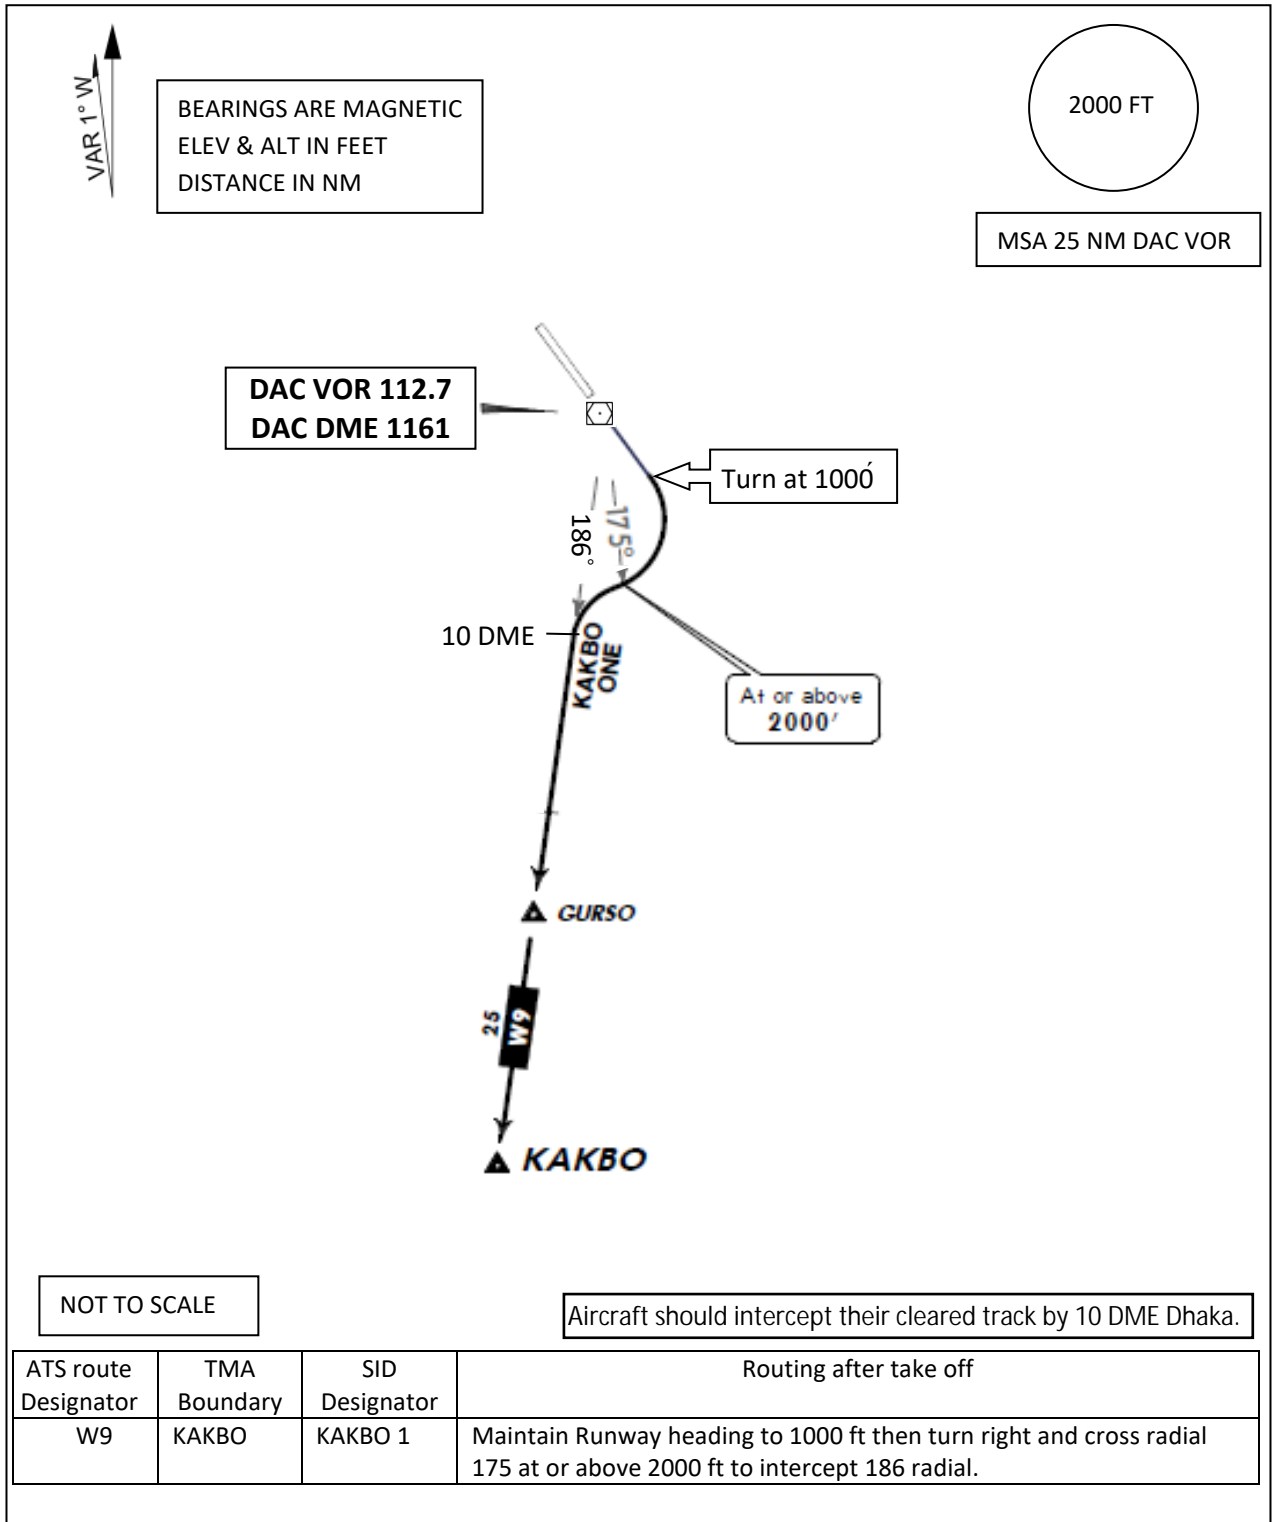 VAR 1° W
BEARINGS ARE MAGNETIC
ELEV & ALT IN FEET
DISTANCE IN NM
2000 FT
MSA 25 NM DAC VOR
DAC VOR 112.7
DAC DME 1161
Turn at 1000́
186°
175°
10 DME
KAKBO
ONE
At or above
2000'
GURSO
25
W9
KAKBO
NOT TO SCALE
Aircraft should intercept their cleared track by 10 DME Dhaka.
ATS route
Designator
TMA
Boundary
SID
Designator
Routing after take off
W9
KAKBO
KAKBO 1
Maintain Runway heading to 1000 ft then turn right and cross radial
175 at or above 2000 ft to intercept 186 radial.